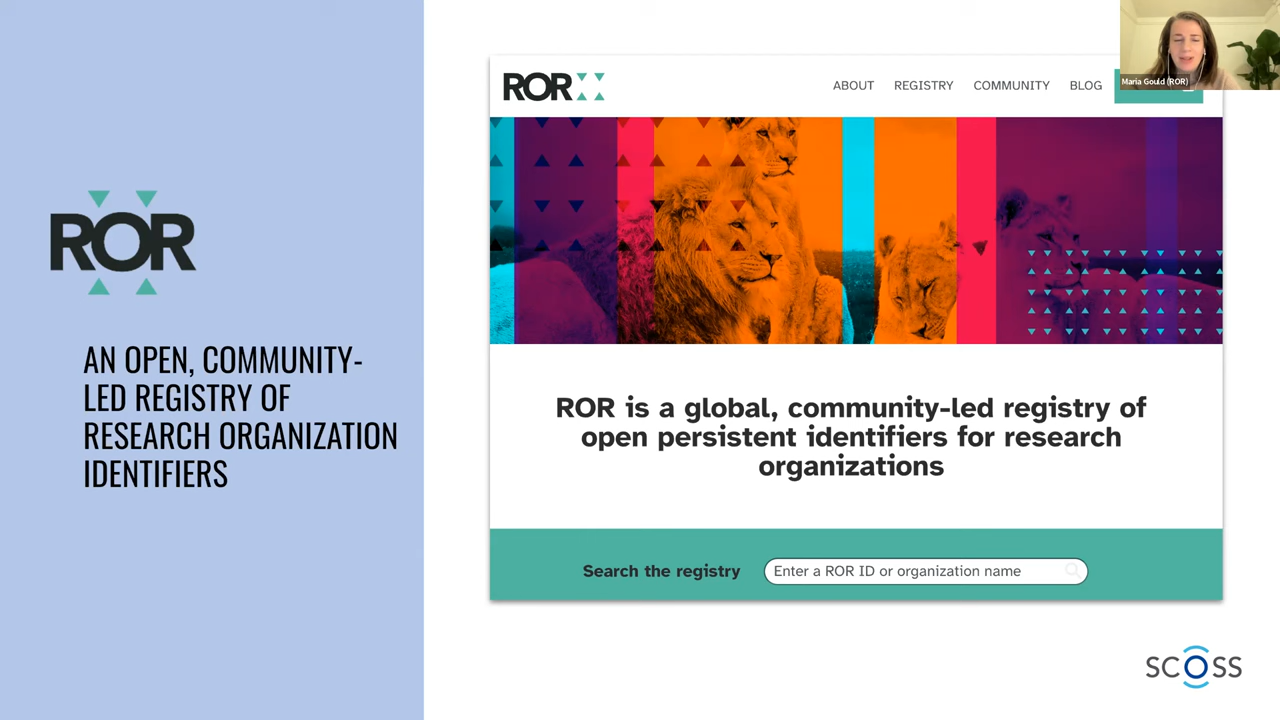 ROR
AN OPEN, COMMUNITY-
LED REGISTRY OF
RESEARCH ORGANIZATION
IDENTIFIERS
ROR
ABOUT REGISTRY COMMUNITY BLOG
Maria Gould (ROR)
ROR is a global, community-led registry of
open persistent identifiers for research
organizations
Search the registry
Enter a ROR ID or organization name
SCOSS